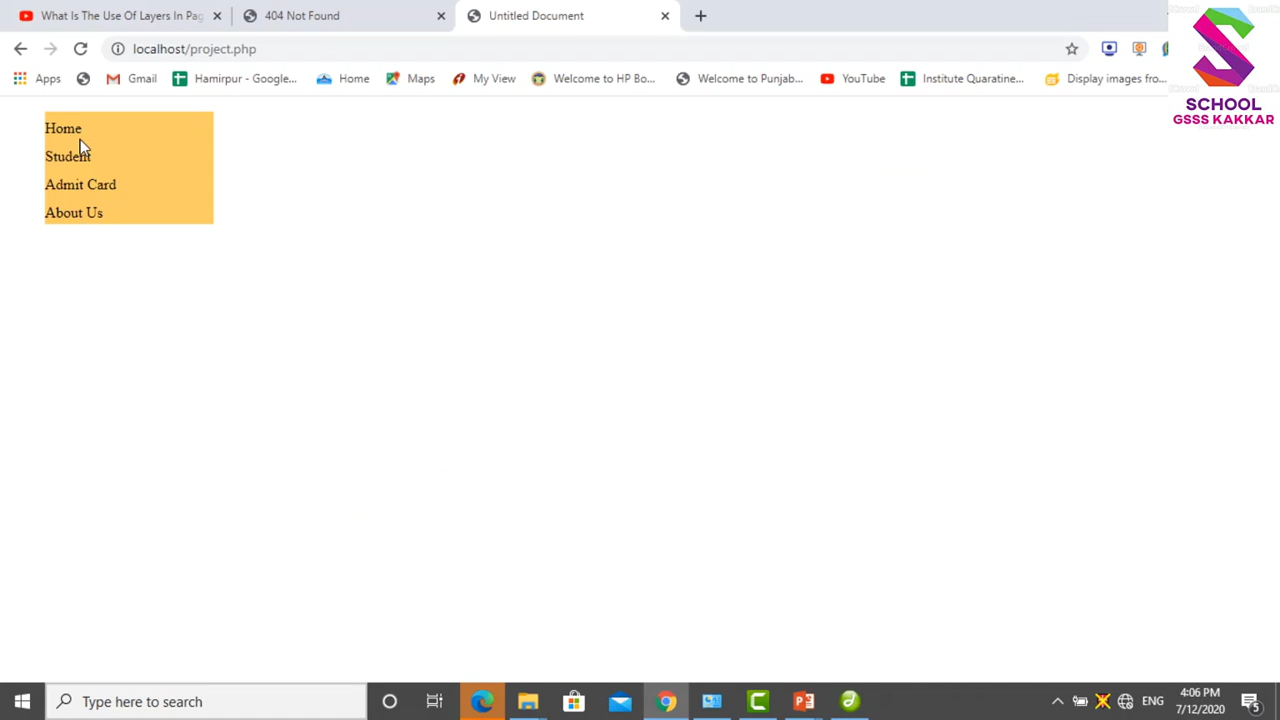 What Is The Use Of Layers In Pag
404 Not Found
Untitled Document
localhost/project.php
Apps
Gmail
Hamirpur - Google...
Home
Maps
My View
Welcome to HP Bo...
Welcome to Punjab...
YouTube
Institute Quaratine...
Display images fro...
SCHOOL
GSSS KAKKAR
Home
Student
Admit Card
About Us
Type here to search
ENG
4:06 PM
7/12/2020
5